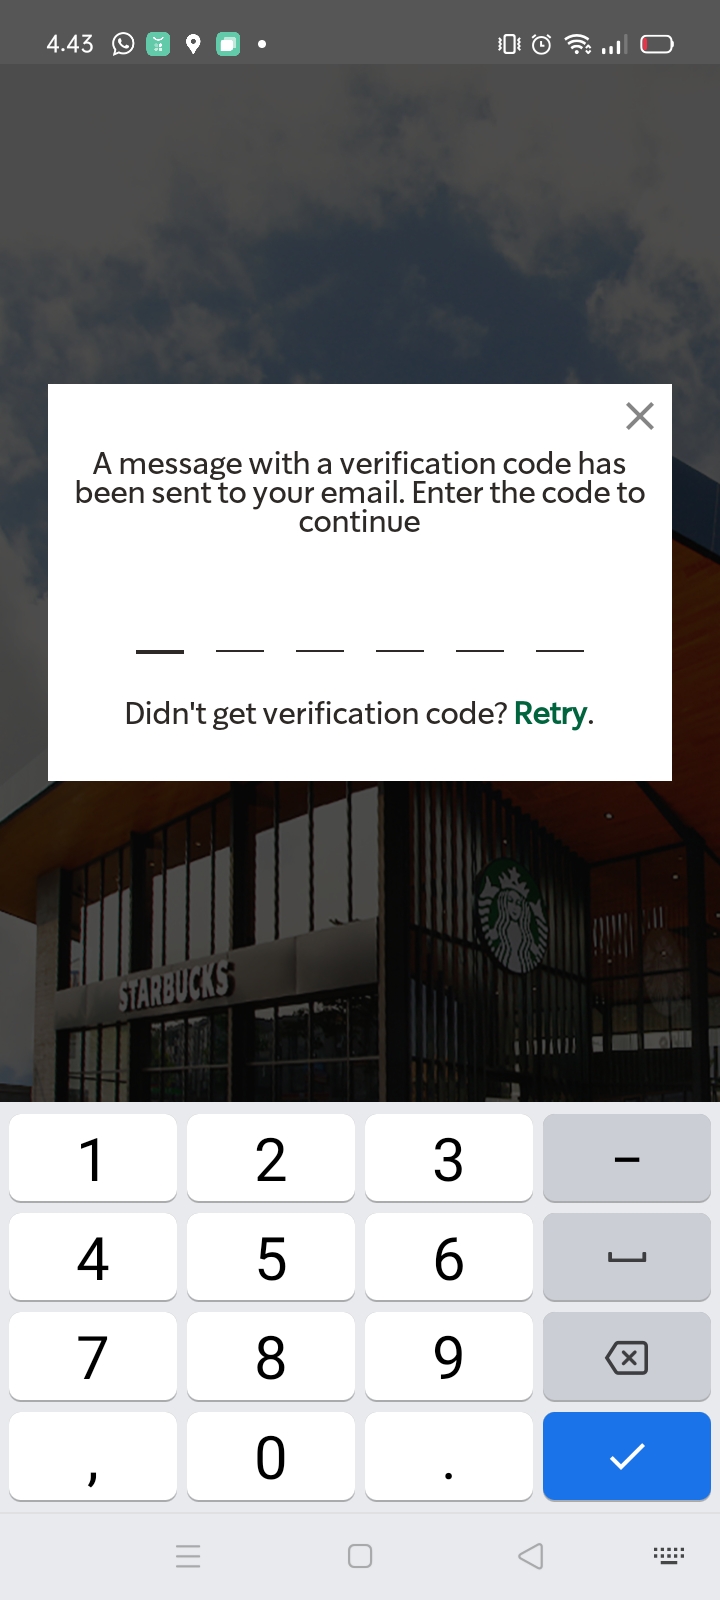 4.43
A message with a verification code has
been sent to your email. Enter the code to
continue
Didn't get verification code? Retry.
STARBUCKS
1 2 3 –
4 5 6
7 8 9
, 0 .